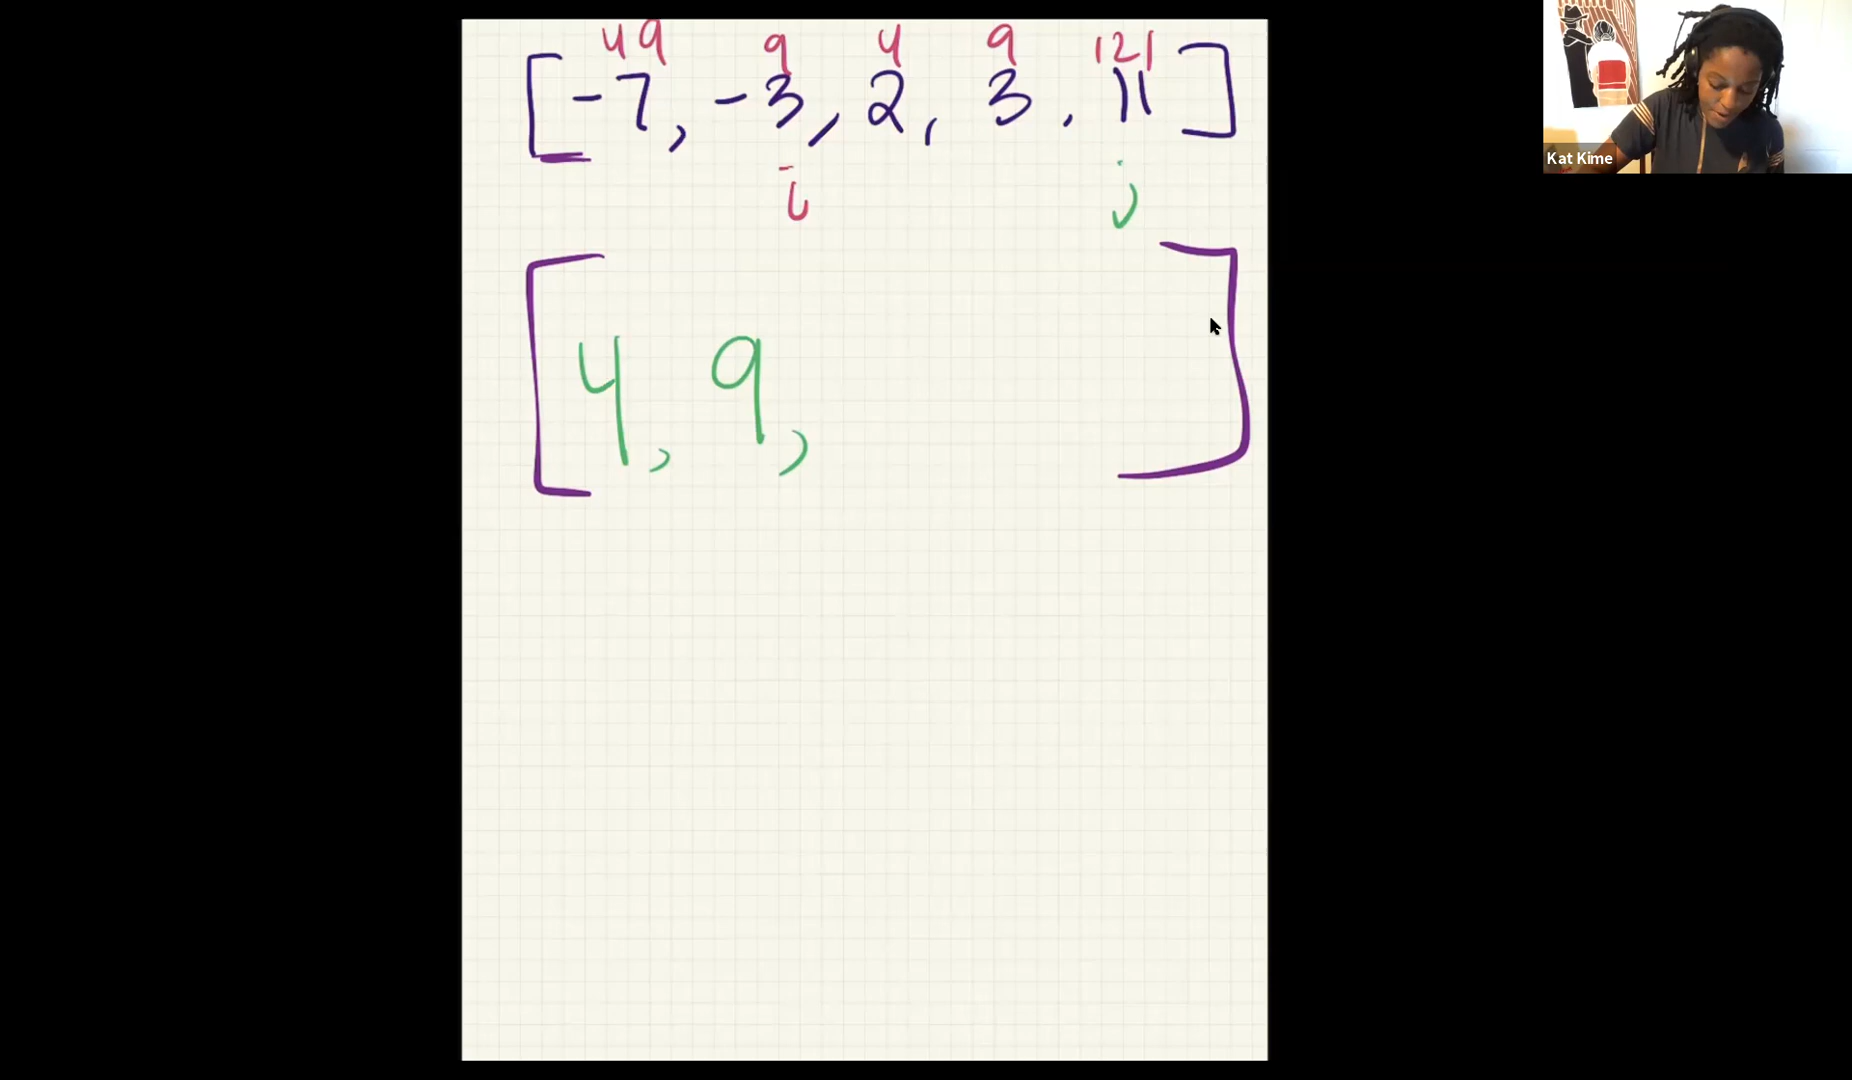 49 9 4 9 121
[-7, -3, 2, 3, 11]
i j
[4, 9, ]
Kat Kime